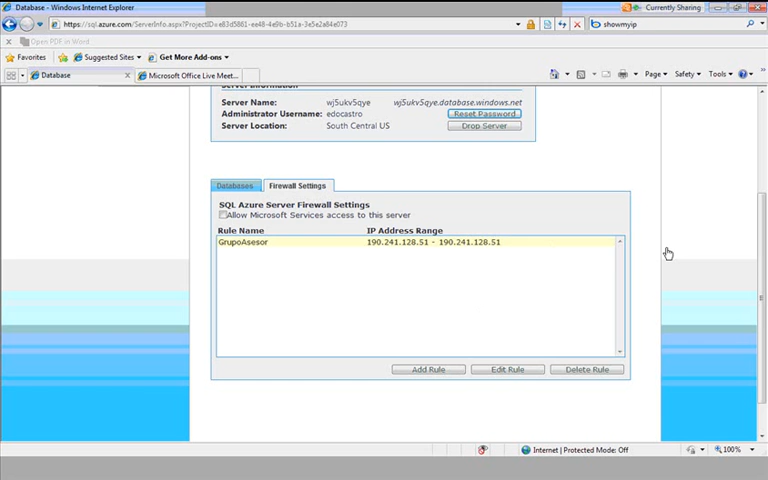 Database - Windows Internet Explorer
Currently Sharing
https://sql.azure.com/ServerInfo.aspx?ProjectID=e83d5861-ee48-4e9b-b51a-3e5e2a84e073
showmyip
Open PDF in Word
Favorites
Suggested Sites
Get More Add-ons
Database
Microsoft Office Live Meet...
Page
Safety
Tools
Server Information
Server Name: wj5ukv5qye wj5ukv5qye.database.windows.net
Administrator Username: edocastro Reset Password
Server Location: South Central US Drop Server
Databases Firewall Settings
SQL Azure Server Firewall Settings
Allow Microsoft Services access to this server
Rule Name IP Address Range
GrupoAsesor 190.241.128.51 - 190.241.128.51
Add Rule Edit Rule Delete Rule
Internet | Protected Mode: Off
100%